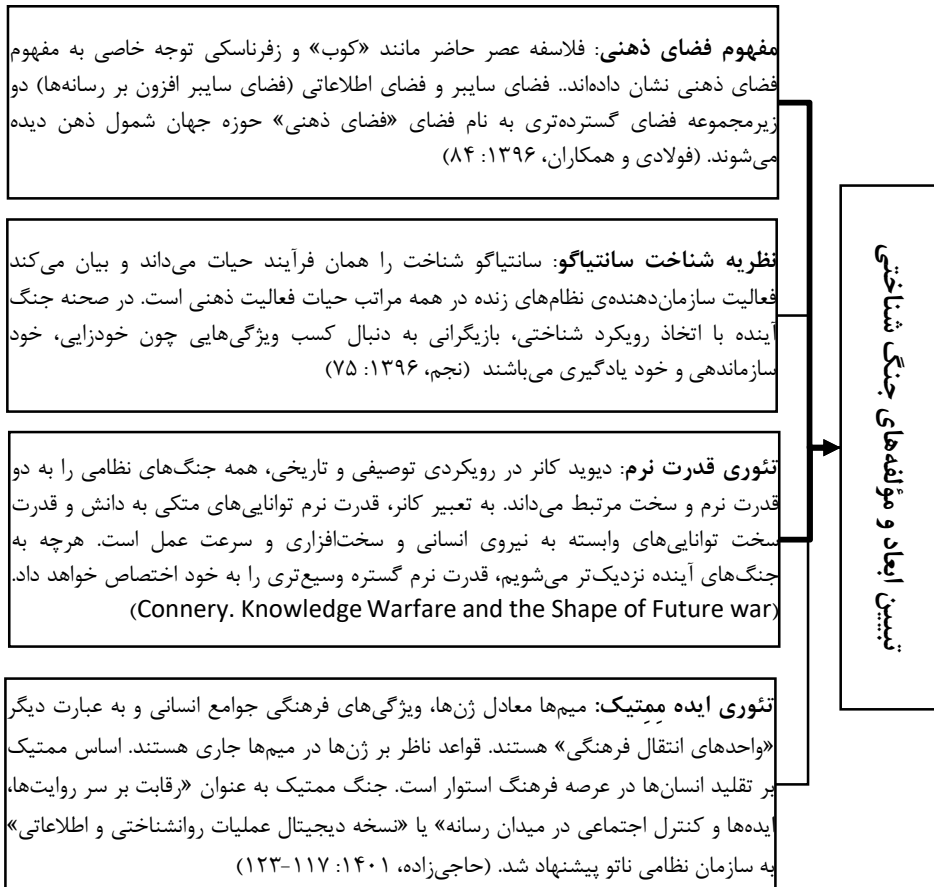 مفهوم فضای ذهنی: فلاسفه عصر حاضر مانند «کوب» و زفرناسکی توجه خاصی به مفهوم
فضای ذهنی نشان داده‌اند.. فضای سایبر و فضای اطلاعاتی (فضای سایبر افزون بر رسانه‌ها) دو
زیرمجموعه فضای گسترده‌تری به نام فضای «فضای ذهنی» حوزه جهان شمول ذهن دیده
می‌شوند. (فولادی و همکاران، ۱۳۹۶: ۸۴)
نظریه شناخت سانتیاگو: سانتیاگو شناخت را همان فرآیند حیات می‌داند و بیان می‌کند
فعالیت سازمان‌دهنده‌ی نظام‌های زنده در همه مراتب حیات فعالیت ذهنی است. در صحنه جنگ
آینده با اتخاذ رویکرد شناختی، بازیگرانی به دنبال کسب ویژگی‌هایی چون خودزایی، خود
سازماندهی و خود یادگیری می‌باشند (نجم، ۱۳۹۶: ۷۵)
تئوری قدرت نرم: دیوید کانر در رویکردی توصیفی و تاریخی، همه جنگ‌های نظامی را به دو
قدرت نرم و سخت مرتبط می‌داند. به تعبیر کانر، قدرت نرم توانایی‌های متکی به دانش و قدرت
سخت توانایی‌های وابسته به نیروی انسانی و سخت‌افزاری و سرعت عمل است. هرچه به
جنگ‌های آینده نزدیک‌تر می‌شویم، قدرت نرم گستره وسیع‌تری را به خود اختصاص خواهد داد.
(Connery. Knowledge Warfare and the Shape of Future war)
تئوری ایده مِمِتیک: میم‌ها معادل ژن‌ها، ویژگی‌های فرهنگی جوامع انسانی و به عبارت دیگر
«واحدهای انتقال فرهنگی» هستند. قواعد ناظر بر ژن‌ها در میم‌ها جاری هستند. اساس ممتیک
بر تقلید انسان‌ها در عرصه فرهنگ استوار است. جنگ ممتیک به عنوان «رقابت بر سر روایت‌ها،
ایده‌ها و کنترل اجتماعی در میدان رسانه» یا «نسخه دیجیتال عملیات روانشناختی و اطلاعاتی»
به سازمان نظامی ناتو پیشنهاد شد. (حاجی‌زاده، ۱۴۰۱: ۱۱۷-۱۲۳)
تبیین ابعاد و مؤلفه‌های جنگ شناختی